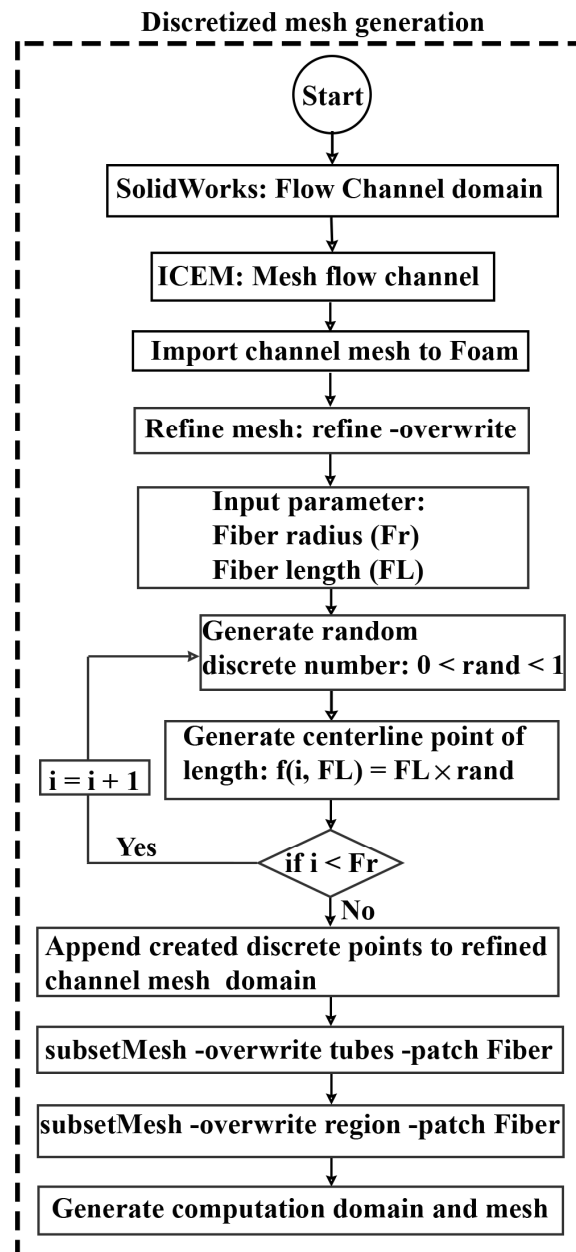 Discretized mesh generation
Start
SolidWorks: Flow Channel domain
ICEM: Mesh flow channel
Import channel mesh to Foam
Refine mesh: refine -overwrite
Input parameter:
Fiber radius (Fr)
Fiber length (FL)
Generate random
discrete number: 0 < rand < 1
Generate centerline point of
length: f(i, FL) = FL × rand
i = i + 1
Yes
if i < Fr
No
Append created discrete points to refined
channel mesh domain
subsetMesh -overwrite tubes -patch Fiber
subsetMesh -overwrite region -patch Fiber
Generate computation domain and mesh